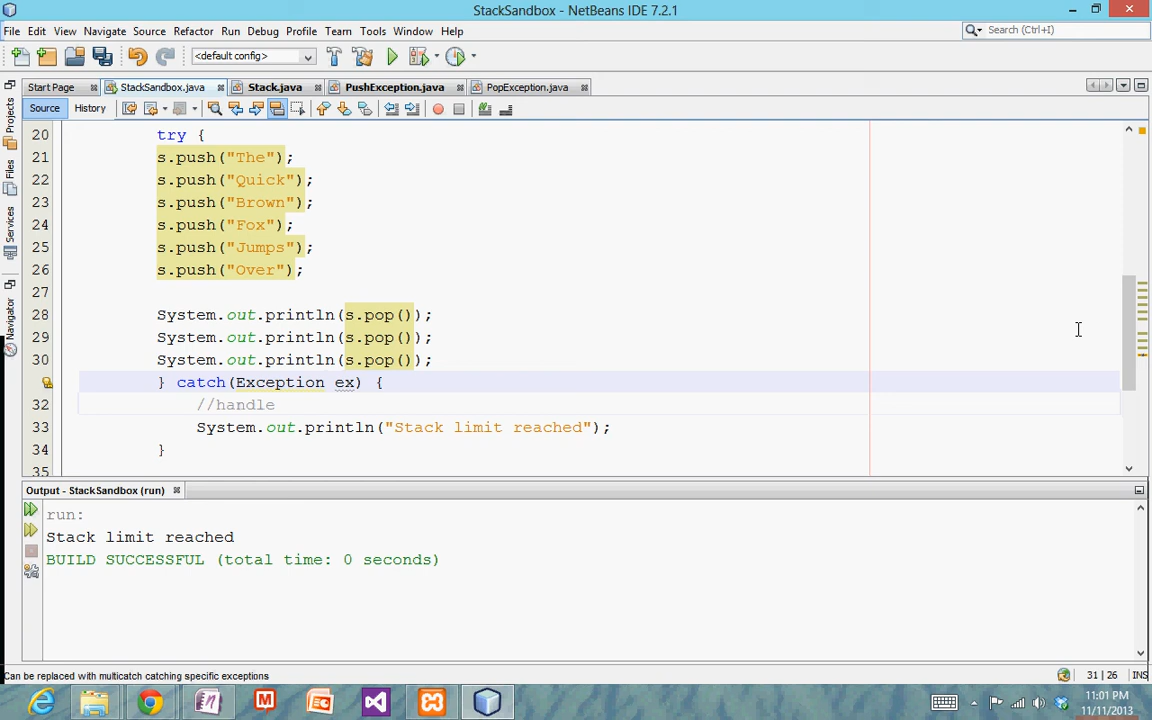 StackSandbox - NetBeans IDE 7.2.1
File Edit View Navigate Source Refactor Run Debug Profile Team Tools Window Help
Search (Ctrl+I)
<default config>
Start Page StackSandbox.java Stack.java PushException.java PopException.java
Source History
Projects
Files
Services
Navigator
20 try {
21 s.push("The");
22 s.push("Quick");
23 s.push("Brown");
24 s.push("Fox");
25 s.push("Jumps");
26 s.push("Over");
27
28 System.out.println(s.pop());
29 System.out.println(s.pop());
30 System.out.println(s.pop());
} catch(Exception ex) {
32 //handle
33 System.out.println("Stack limit reached");
34 }
35
Output - StackSandbox (run)
run:
Stack limit reached
BUILD SUCCESSFUL (total time: 0 seconds)
Can be replaced with multicatch catching specific exceptions
31 | 26 INS
11:01 PM
11/11/2013